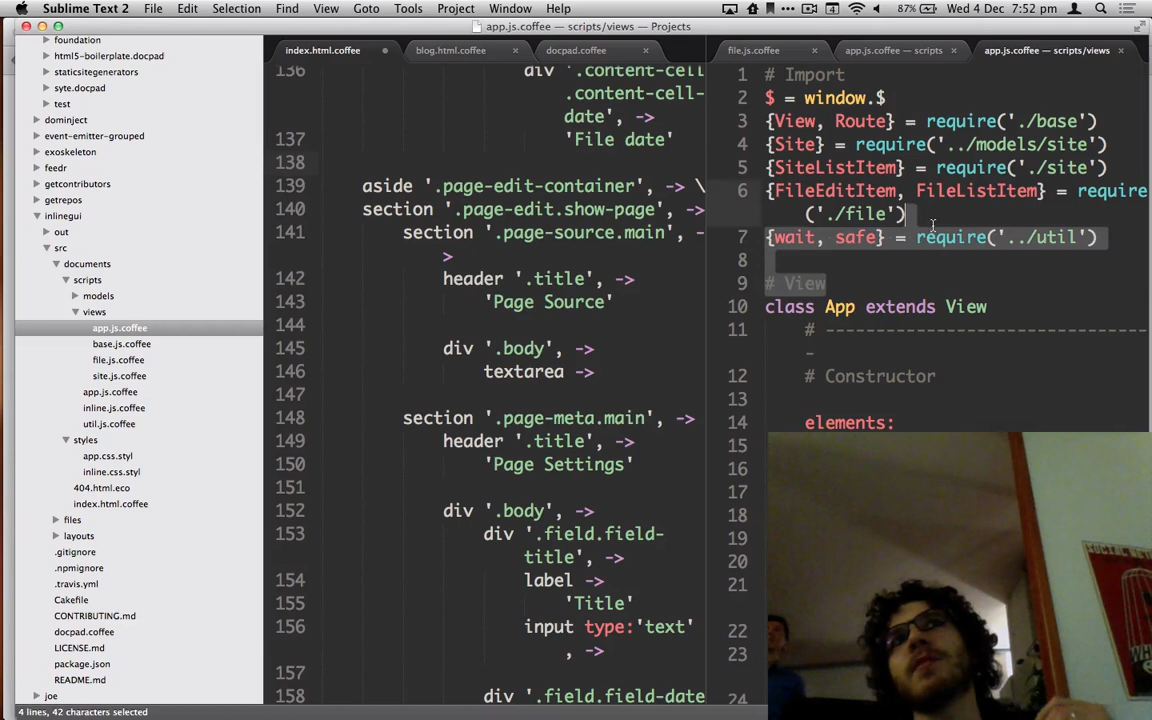 Sublime Text 2 File Edit Selection Find View Goto Tools Project Window Help 4 87% Wed 4 Dec 7:52 pm
app.js.coffee — scripts/views — Projects
foundation
html5-boilerplate.docpad
staticsitegenerators
syte.docpad
test
dominject
event-emitter-grouped
exoskeleton
feedr
getcontributors
getrepos
inlinegui
out
src
documents
scripts
models
views
app.js.coffee
base.js.coffee
file.js.coffee
site.js.coffee
app.js.coffee
inline.js.coffee
util.js.coffee
styles
app.css.styl
inline.css.styl
404.html.eco
index.html.coffee
files
layouts
.gitignore
.npmignore
.travis.yml
Cakefile
CONTRIBUTING.md
docpad.coffee
LICENSE.md
package.json
README.md
joe
index.html.coffee blog.html.coffee × docpad.coffee ×
136 div '.content-cell
.content-cell-
date', ->
137 'File date'
138
139 aside '.page-edit-container', -> \
140 section '.page-edit.show-page', ->
141 section '.page-source.main', -
>
142 header '.title', ->
143 'Page Source'
144
145 div '.body', ->
146 textarea ->
147
148 section '.page-meta.main', ->
149 header '.title', ->
150 'Page Settings'
151
152 div '.body', ->
153 div '.field.field-
title', ->
154 label ->
155 'Title'
156 input type:'text'
, ->
157
158 div '.field.field-date
file.js.coffee × app.js.coffee — scripts × app.js.coffee — scripts/views ×
1 # Import
2 $ = window.$
3 {View, Route} = require('./base')
4 {Site} = require('../models/site')
5 {SiteListItem} = require('./site')
6 {FileEditItem, FileListItem} = require
('./file')
7 {wait, safe} = require('../util')
8
9 # View
10 class App extends View
11 # ---------------------------------
-
12 # Constructor
13
14 elements:
15
16
17
18
19
20
21
22
23
24
SOCIAL
4 lines, 42 characters selected